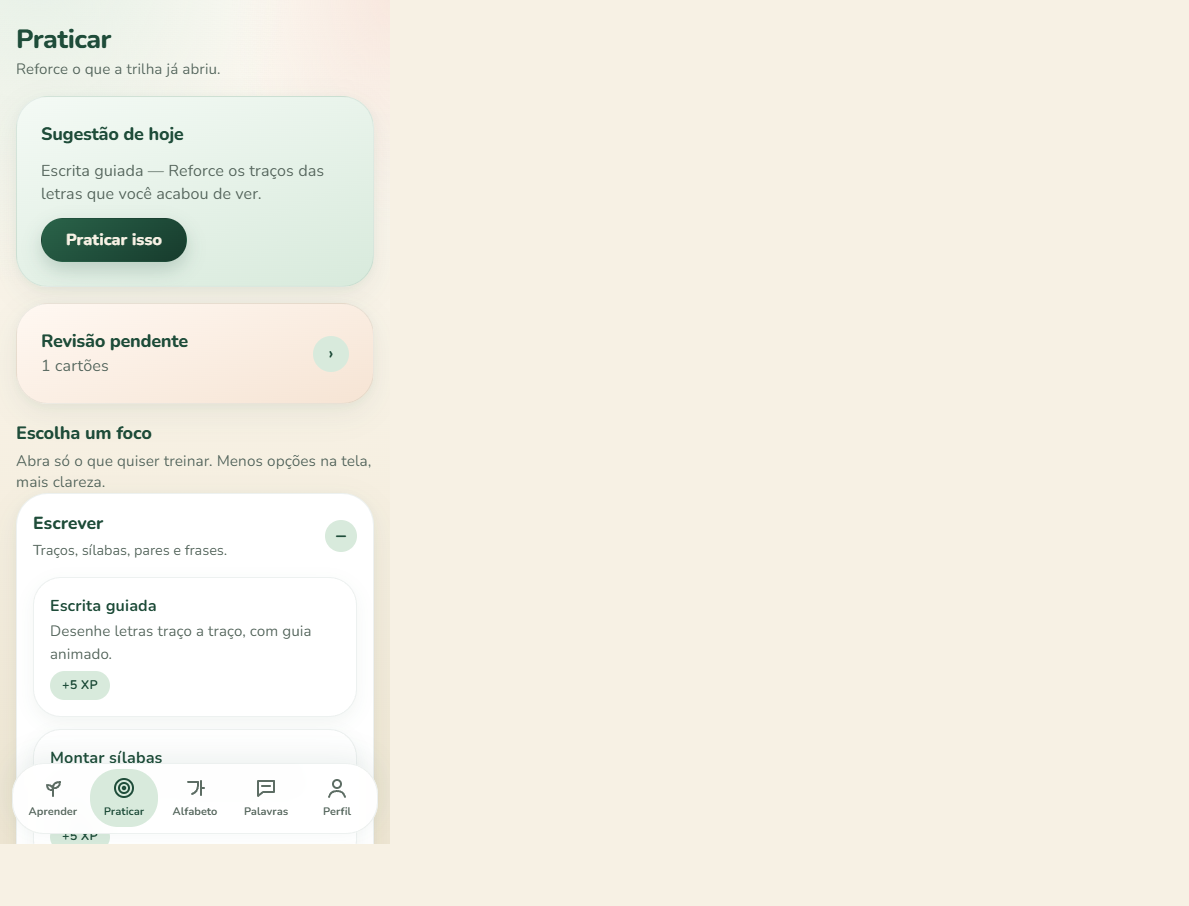 Praticar
Reforce o que a trilha já abriu.
Sugestão de hoje
Escrita guiada — Reforce os traços das
letras que você acabou de ver.
Praticar isso
Revisão pendente
1 cartões
›
Escolha um foco
Abra só o que quiser treinar. Menos opções na tela,
mais clareza.
Escrever
Traços, sílabas, pares e frases.
−
Escrita guiada
Desenhe letras traço a traço, com guia
animado.
+5 XP
Montar sílabas
Aprender
Praticar
가
Alfabeto
Palavras
Perfil
+5 XP